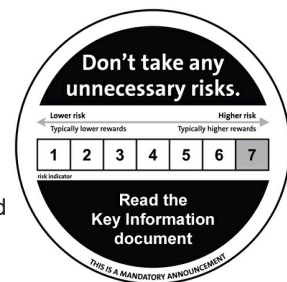 Don't take any
unnecessary risks.
Lower risk Higher risk
Typically lower rewards Typically higher rewards
1 2 3 4 5 6 7
risk indicator
d
Read the
Key Information
document
THIS IS A MANDATORY ANNOUNCEMENT